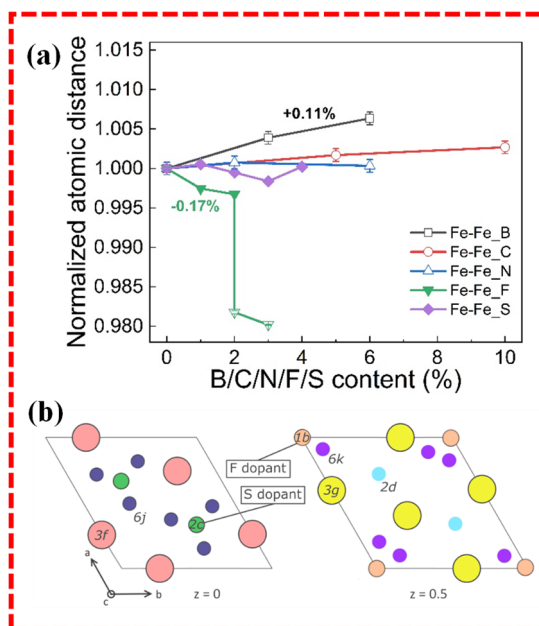 (a)
Normalized atomic distance
1.015
1.010
1.005
1.000
0.995
0.990
0.985
0.980
+0.11%
-0.17%
Fe-Fe_B
Fe-Fe_C
Fe-Fe_N
Fe-Fe_F
Fe-Fe_S
0 2 4 6 8 10
B/C/N/F/S content (%)
(b)
1b
F dopant
6k
3g
2d
S dopant
6j
2c
3f
a
c
b
z = 0
z = 0.5